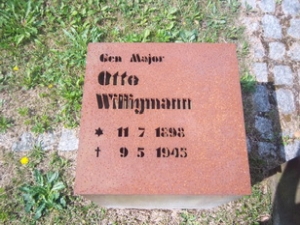 Gen Major
Otto
Willigmann
* 11 7 1898
† 9 5 1945